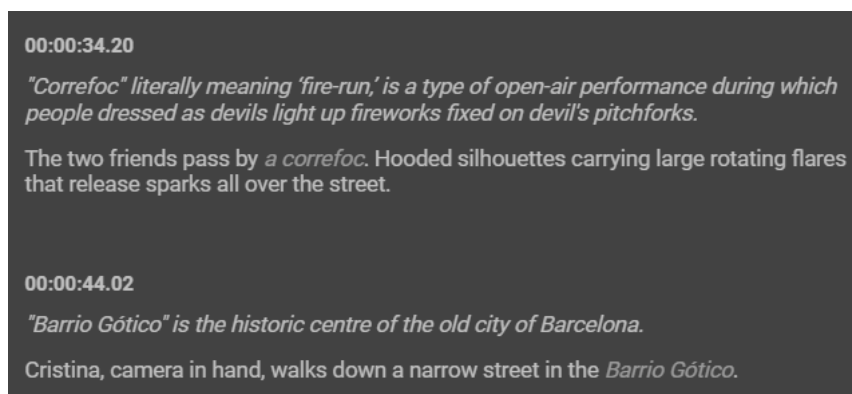 00:00:34.20
"Correfoc" literally meaning ‘fire-run,’ is a type of open-air performance during which
people dressed as devils light up fireworks fixed on devil's pitchforks.
The two friends pass by a correfoc. Hooded silhouettes carrying large rotating flares
that release sparks all over the street.
00:00:44.02
"Barrio Gótico" is the historic centre of the old city of Barcelona.
Cristina, camera in hand, walks down a narrow street in the Barrio Gótico.